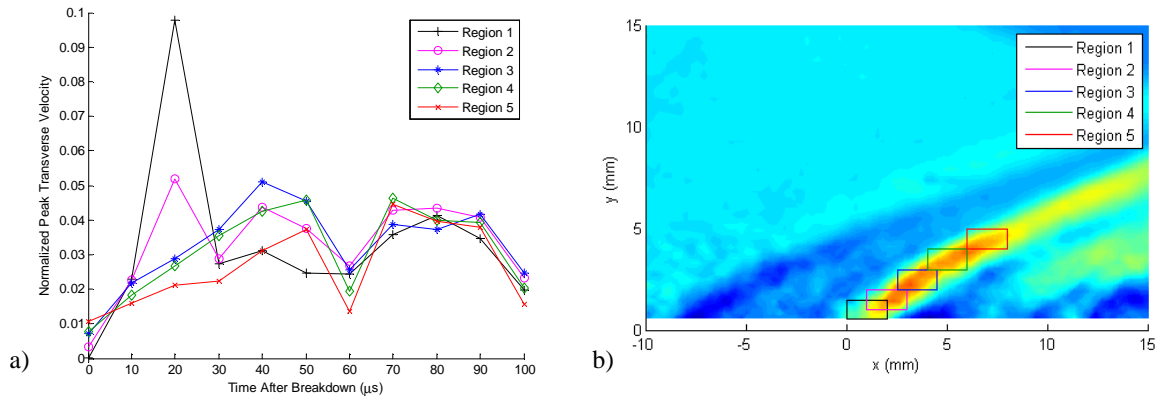 a)
Normalized Peak Transverse Velocity
0.1
0.09
0.08
0.07
0.06
0.05
0.04
0.03
0.02
0.01
0
0 10 20 30 40 50 60 70 80 90 100
Time After Breakdown (μs)
Region 1
Region 2
Region 3
Region 4
Region 5
b)
y (mm)
15
10
5
0
-10 -5 0 5 10 15
x (mm)
Region 1
Region 2
Region 3
Region 4
Region 5